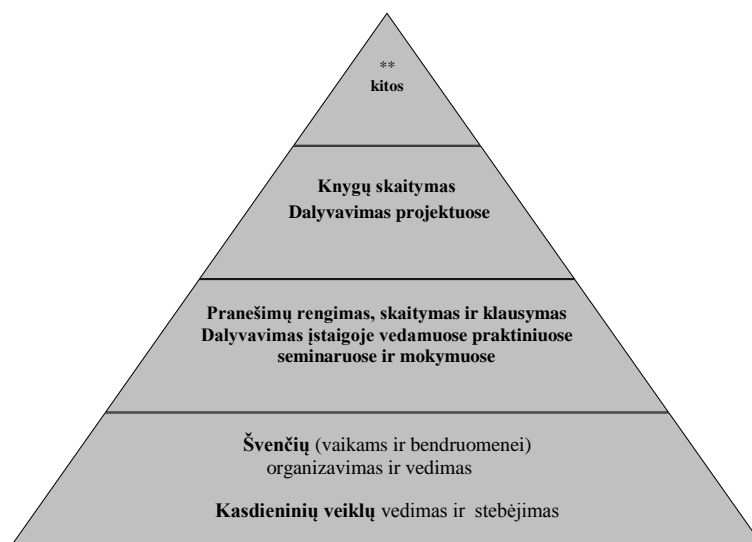 **
kitos
Knygų skaitymas
Dalyvavimas projektuose
Pranešimų rengimas, skaitymas ir klausymas
Dalyvavimas įstaigoje vedamuose praktiniuose
seminaruose ir mokymuose
Švenčių (vaikams ir bendruomenei)
organizavimas ir vedimas
Kasdieninių veiklų vedimas ir stebėjimas